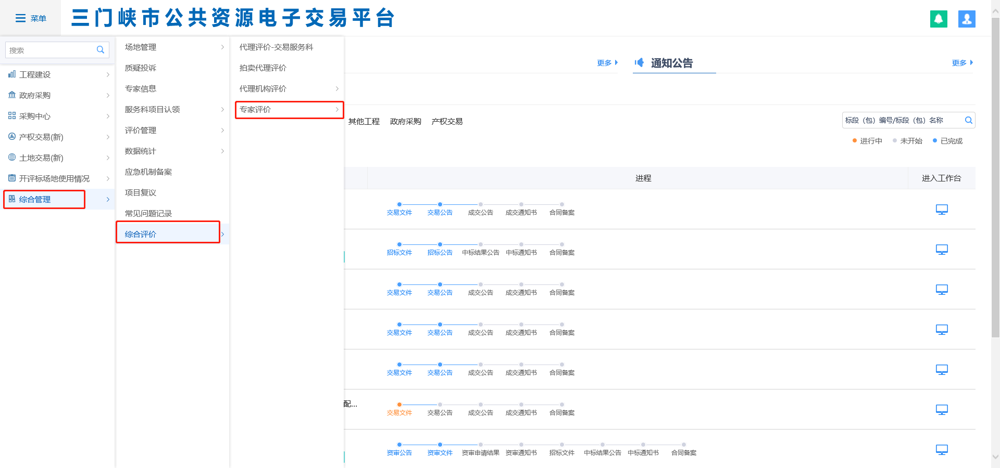 菜单
三门峡市公共资源电子交易平台
搜索
工程建设
政府采购
采购中心
产权交易(新)
土地交易(新)
开评标场地使用情况
综合管理
场地管理
质疑投诉
专家信息
服务科项目认领
评价管理
数据统计
应急机制备案
项目复议
常见问题记录
综合评价
代理评价-交易服务科
拍卖代理评价
代理机构评价
专家评价
更多
通知公告
更多
其他工程 政府采购 产权交易
标段（包）编号/标段（包）名称
进行中 未开始 已完成
进程 进入工作台
交易文件 交易公告 成交公告 成交通知书 合同备案
招标文件 招标公告 中标结果公告 中标通知书 合同备案
交易文件 交易公告 成交公告 成交通知书 合同备案
交易文件 交易公告 成交公告 成交通知书 合同备案
交易文件 交易公告 成交公告 成交通知书 合同备案
配...
交易文件 交易公告 成交公告 成交通知书 合同备案
资审公告 资审文件 资审申请结果 资审通知书 招标文件 中标结果公告 中标通知书 合同备案